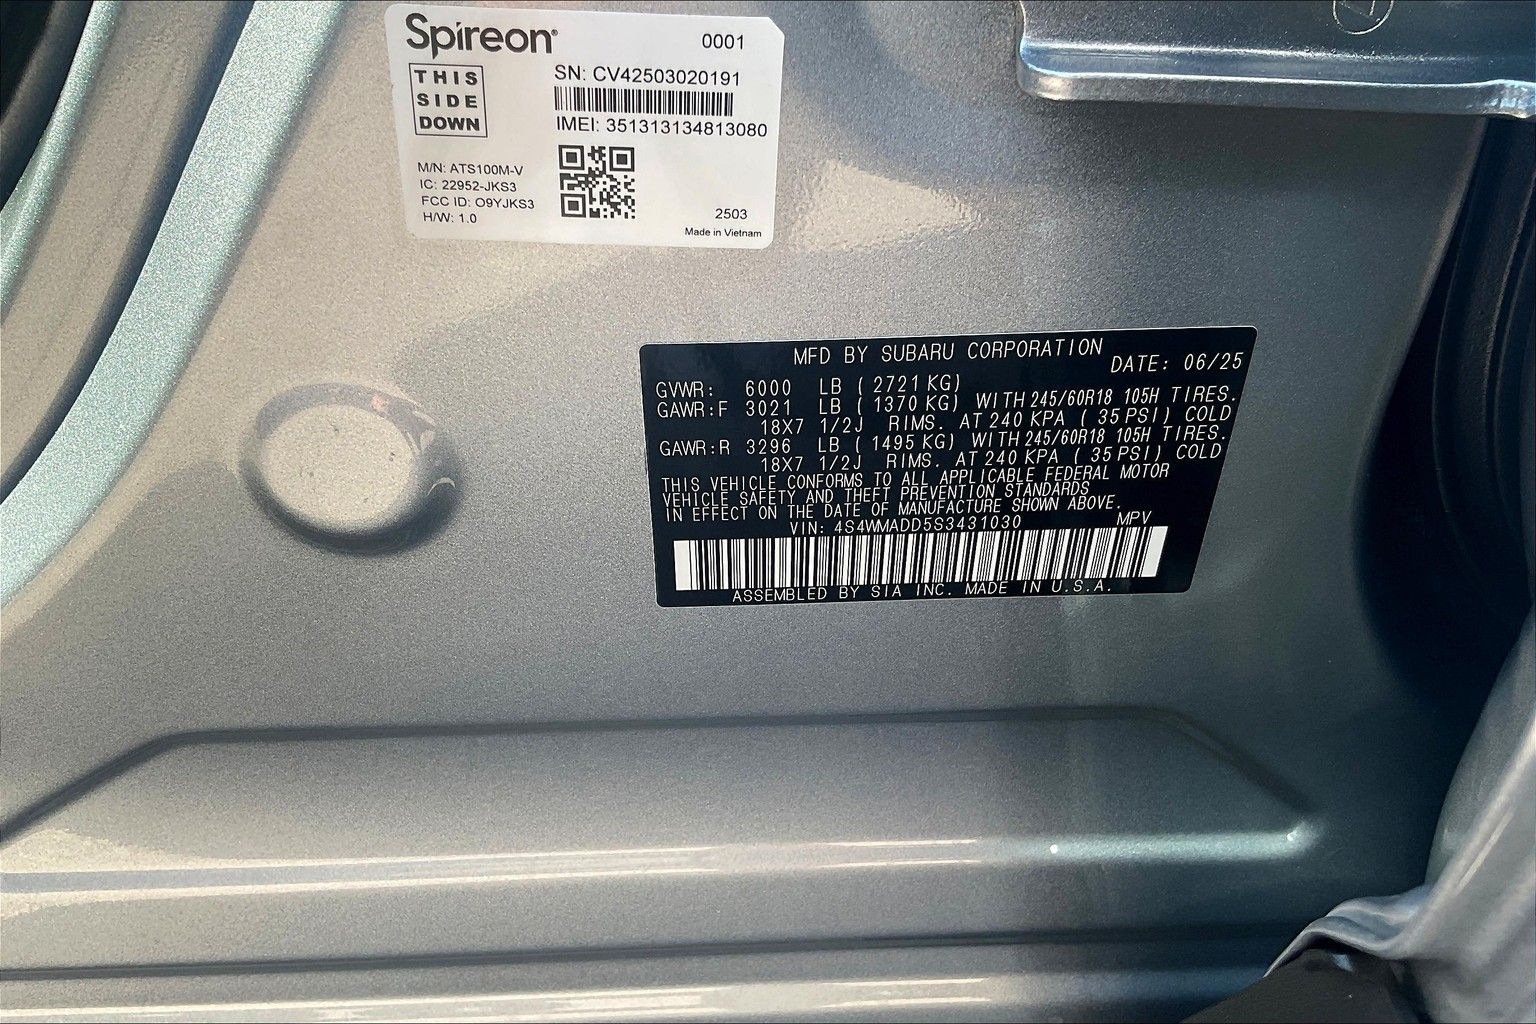 Spireon®
0001
THIS
SIDE
DOWN
SN: CV42503020191
IMEI: 351313134813080
M/N: ATS100M-V
IC: 22952-JKS3
FCC ID: O9YJKS3
H/W: 1.0
2503
Made in Vietnam
MFD BY SUBARU CORPORATION
DATE: 06/25
GVWR: 6000 LB ( 2721 KG)
GAWR:F 3021 LB ( 1370 KG) WITH 245/60R18 105H TIRES.
18X7 1/2J RIMS. AT 240 KPA ( 35 PSI) COLD
GAWR:R 3296 LB ( 1495 KG) WITH 245/60R18 105H TIRES.
18X7 1/2J RIMS. AT 240 KPA ( 35 PSI) COLD
THIS VEHICLE CONFORMS TO ALL APPLICABLE FEDERAL MOTOR
VEHICLE SAFETY AND THEFT PREVENTION STANDARDS
IN EFFECT ON THE DATE OF MANUFACTURE SHOWN ABOVE.
VIN: 4S4WMADD5S3431030 MPV
ASSEMBLED BY SIA INC. MADE IN U.S.A.